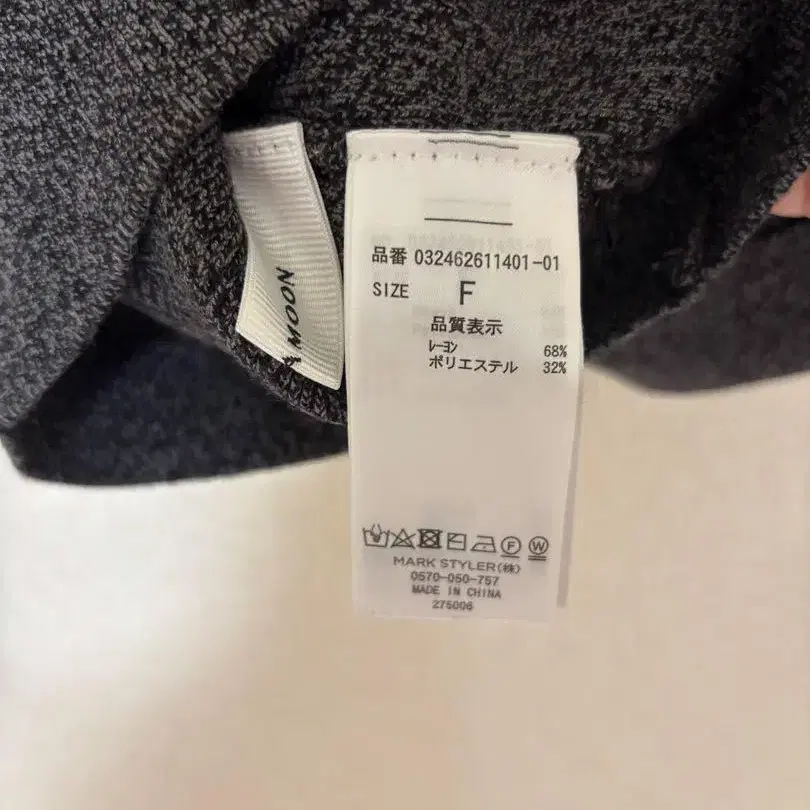 MOON
品番 032462611401-01
SIZE F
品質表示
レーヨン 68%
ポリエステル 32%
F W
MARK STYLER(株)
0570-050-757
MADE IN CHINA
275006